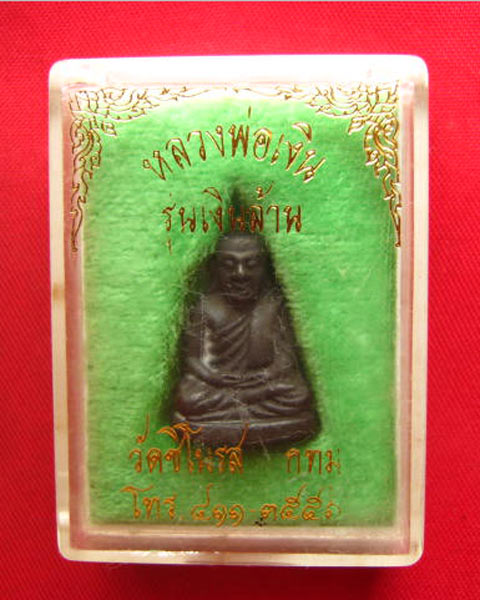 หลวงพ่อเงิน
รุ่นเงินล้าน
วัดชิโนรส กทม
โทร. ๔๑๑ ๓๕๕๑